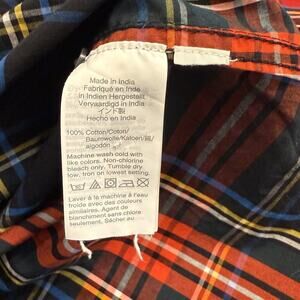 Made in India
Fabriqué en Inde
In Indien Hergestellt
Vervaardigd in India
インド製
Hecho en India
100% Cotton/Coton/
Baumwolle/Katoen/綿/
algodón
Machine wash cold with
like colors. Non-chlorine
bleach only. Tumble dry
low. Iron on lowest setting.
Laver à la machine à l'eau
froide avec des couleurs
similaires. Agent de
blanchiment sans chlore
seulement. Sécher au